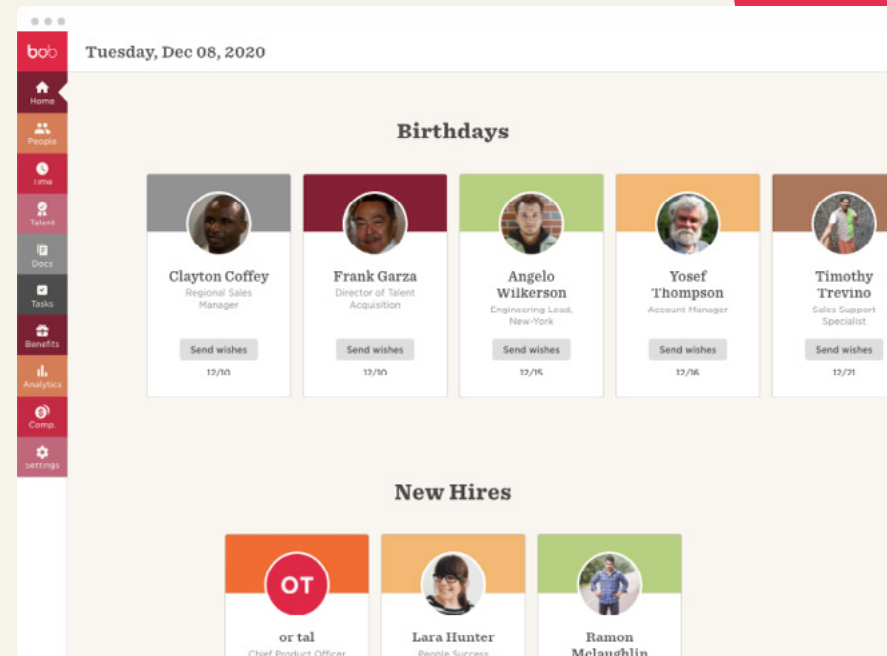 bob
Tuesday, Dec 08, 2020
Home
People
Time
Talent
Docs
Tasks
Benefits
Analytics
Comp.
Settings
Birthdays
Clayton Coffey
Regional Sales
Manager
Send wishes
12/10
Frank Garza
Director of Talent
Acquisition
Send wishes
12/10
Angelo
Wilkerson
Engineering Lead,
New-York
Send wishes
12/15
Yosef
Thompson
Account Manager
Send wishes
12/16
Timothy
Trevino
Sales Support
Specialist
Send wishes
12/21
New Hires
OT
or tal
Chief Product Officer
Lara Hunter
People Success
Ramon
Mclaughlin